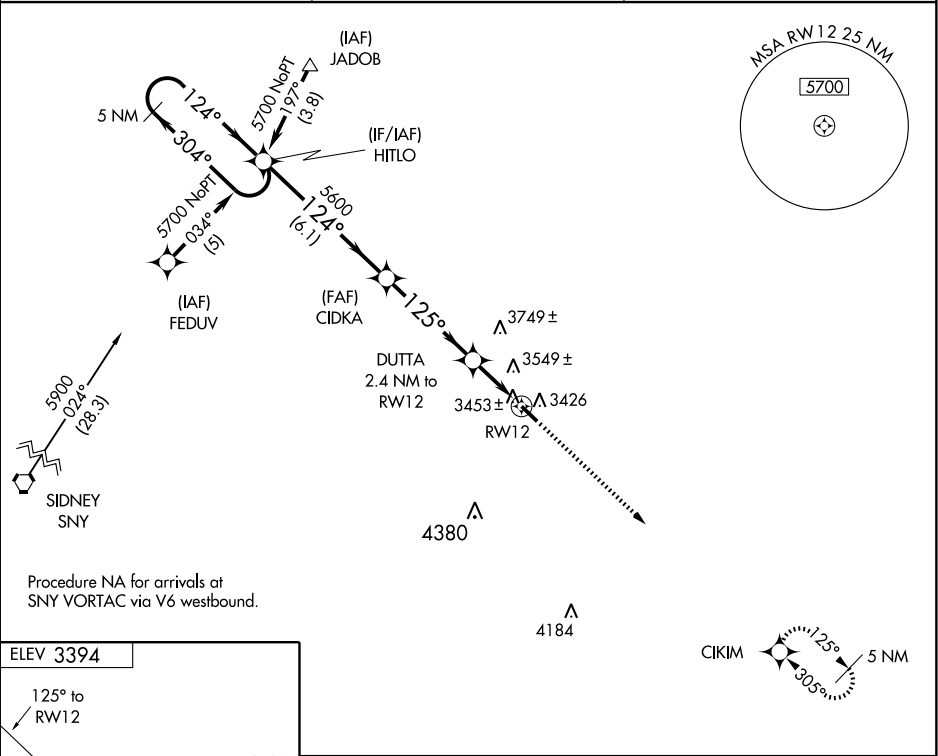 (IAF)
JADOB
MSA RW12 25 NM
5700
5700 NoPT
197°
(3.8)
5 NM
124°
304°
(IF/IAF)
HITLO
5700 NoPT
034°
(5)
5600
124°
(6.1)
(IAF)
FEDUV
(FAF)
CIDKA
125°
3749 ±
DUTTA
2.4 NM to
RW12
3549 ±
3453 ±
3426
RW12
5900
024°
(28.3)
SIDNEY
SNY
4380
Procedure NA for arrivals at
SNY VORTAC via V6 westbound.
4184
CIKIM
125°
305°
5 NM
ELEV 3394
125° to
RW12